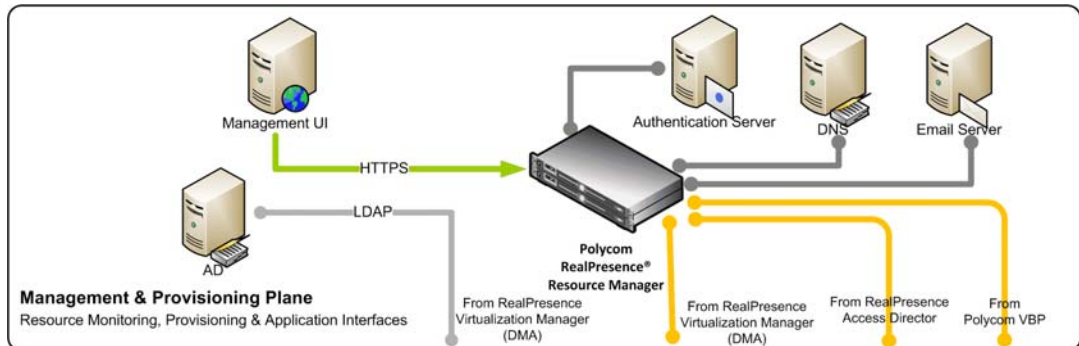 Management UI
Authentication Server
DNS
Email Server
HTTPS
LDAP
AD
Polycom
RealPresence®
Resource Manager
Management & Provisioning Plane
Resource Monitoring, Provisioning & Application Interfaces
From RealPresence
Virtualization Manager
(DMA)
From RealPresence
Virtualization Manager
(DMA)
From RealPresence
Access Director
From
Polycom VBP